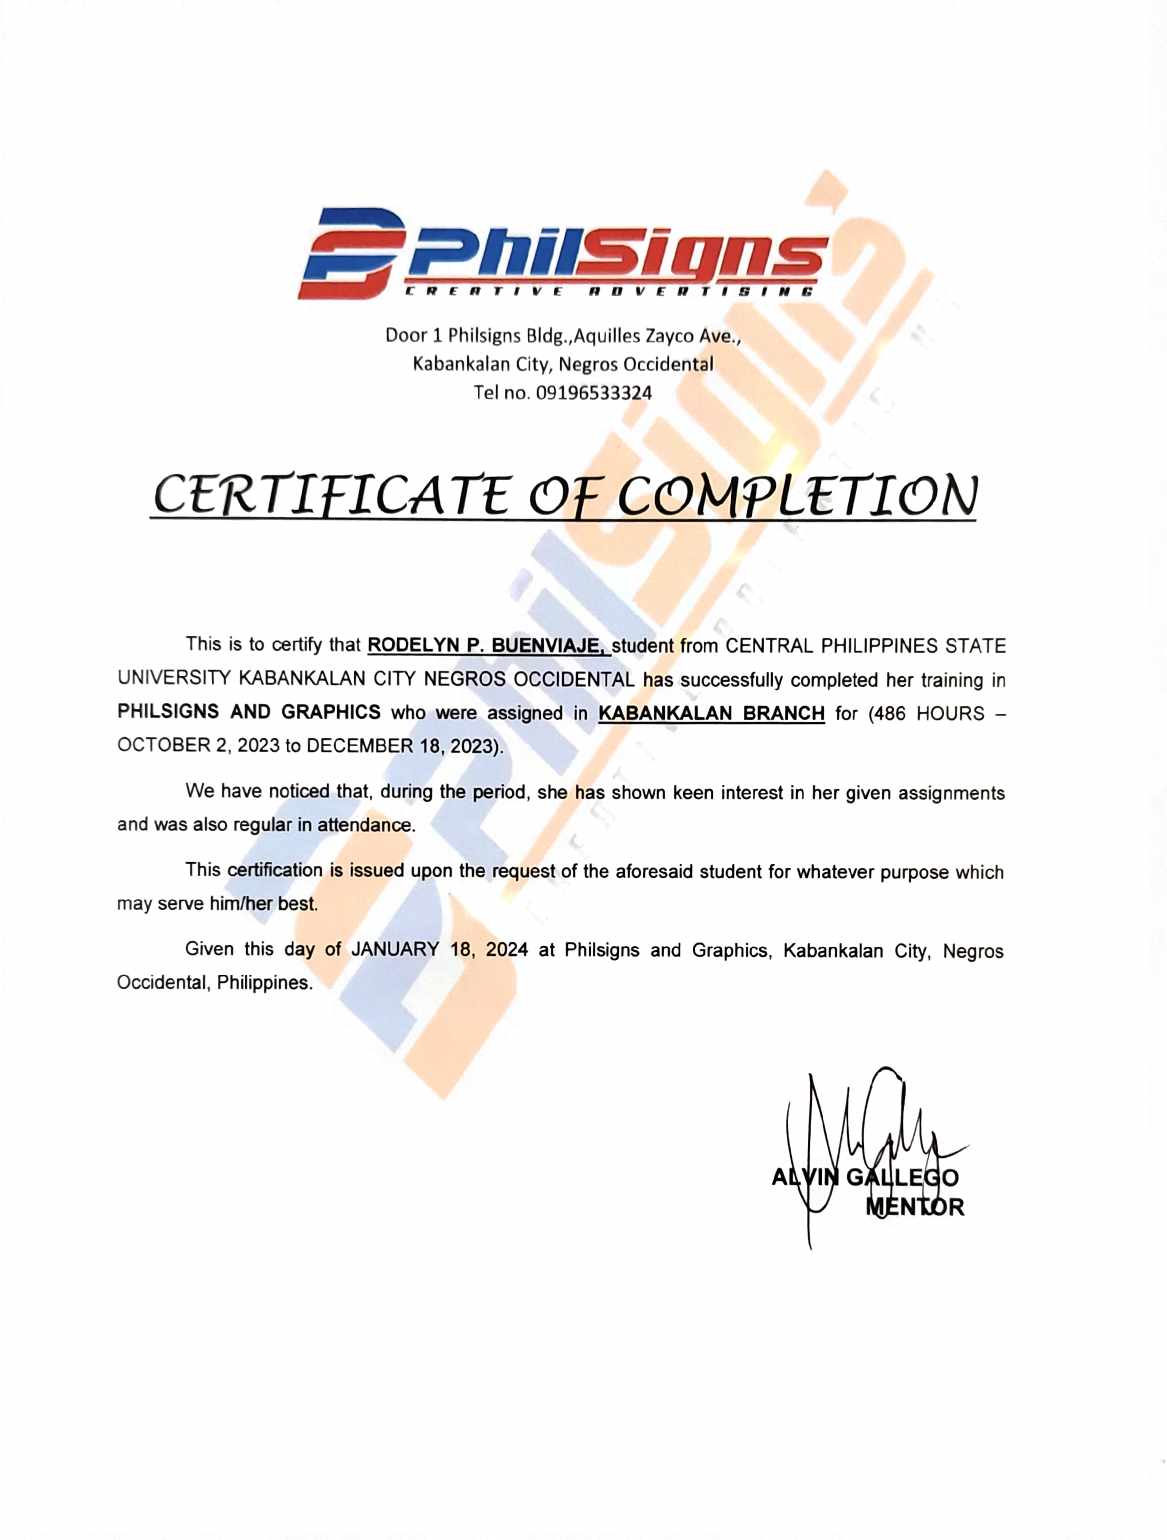 PhilSigns
CREATIVE ADVERTISING
Door 1 Philsigns Bldg.,Aquilles Zayco Ave.,
Kabankalan City, Negros Occidental
Tel no. 09196533324
CERTIFICATE OF COMPLETION
This is to certify that RODELYN P. BUENVIAJE, student from CENTRAL PHILIPPINES STATE
UNIVERSITY KABANKALAN CITY NEGROS OCCIDENTAL has successfully completed her training in
PHILSIGNS AND GRAPHICS who were assigned in KABANKALAN BRANCH for (486 HOURS –
OCTOBER 2, 2023 to DECEMBER 18, 2023).
We have noticed that, during the period, she has shown keen interest in her given assignments
and was also regular in attendance.
This certification is issued upon the request of the aforesaid student for whatever purpose which
may serve him/her best.
Given this day of JANUARY 18, 2024 at Philsigns and Graphics, Kabankalan City, Negros
Occidental, Philippines.
ALVIN GALLEGO
MENTOR
PhilSigns